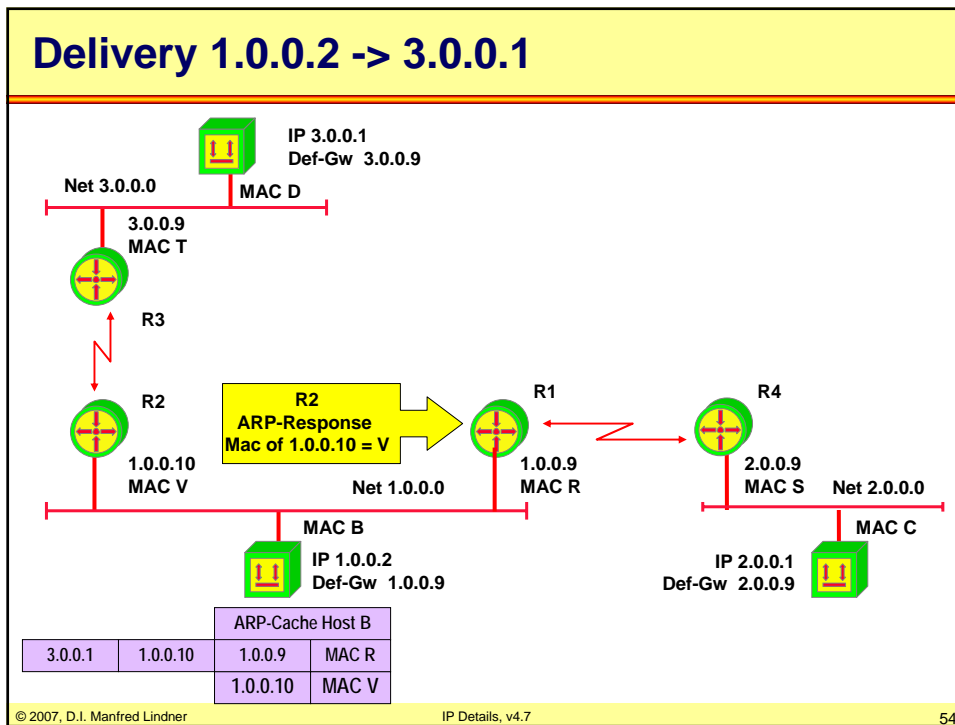 Delivery 1.0.0.2 -> 3.0.0.1
IP 3.0.0.1
Def-Gw 3.0.0.9
Net 3.0.0.0
MAC D
3.0.0.9
MAC T
R3
R2
R2
ARP-Response
Mac of 1.0.0.10 = V
R1
R4
1.0.0.10
MAC V
Net 1.0.0.0
1.0.0.9
MAC R
2.0.0.9
MAC S
Net 2.0.0.0
MAC B
MAC C
IP 1.0.0.2
Def-Gw 1.0.0.9
IP 2.0.0.1
Def-Gw 2.0.0.9
ARP-Cache Host B
3.0.0.1 1.0.0.10 1.0.0.9 MAC R
1.0.0.10 MAC V
© 2007, D.I. Manfred Lindner IP Details, v4.7 54